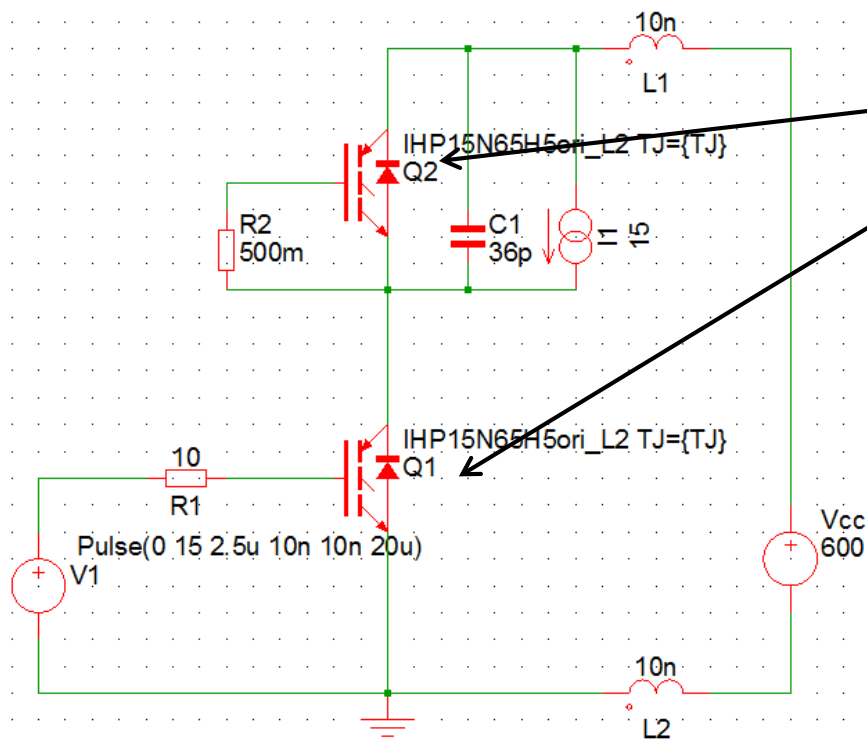 10n
L1
IHP15N65H5ori_L2 TJ={TJ}
Q2
R2
500m
C1
36p
I1
15
IHP15N65H5ori_L2 TJ={TJ}
Q1
10
R1
Pulse(0 15 2.5u 10n 10n 20u)
V1
Vcc
600
10n
L2